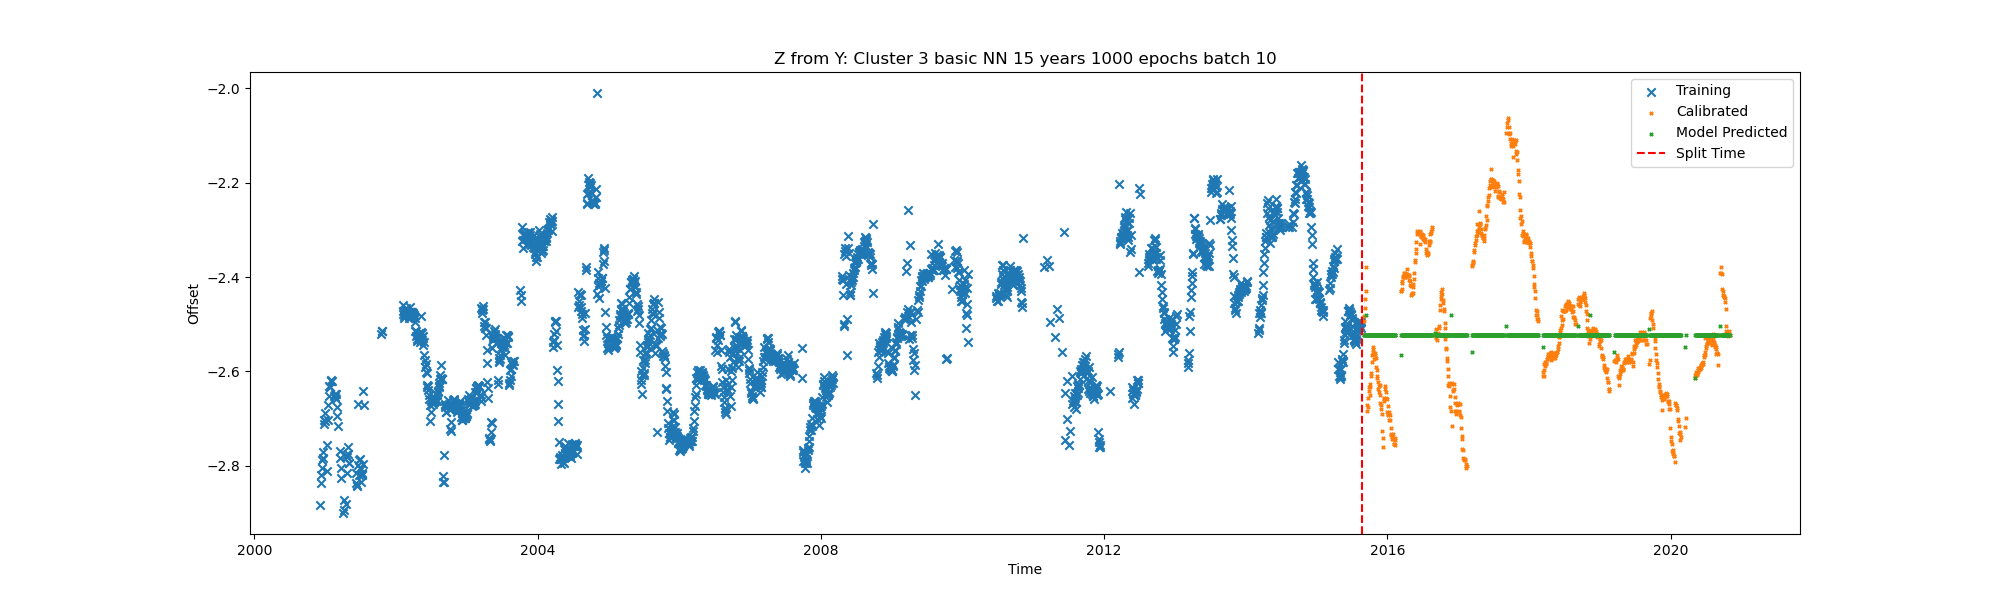 Z from Y: Cluster 3 basic NN 15 years 1000 epochs batch 10
Training
Calibrated
Model Predicted
Split Time
Offset
−2.0
−2.2
−2.4
−2.6
−2.8
2000
2004
2008
2012
2016
2020
Time